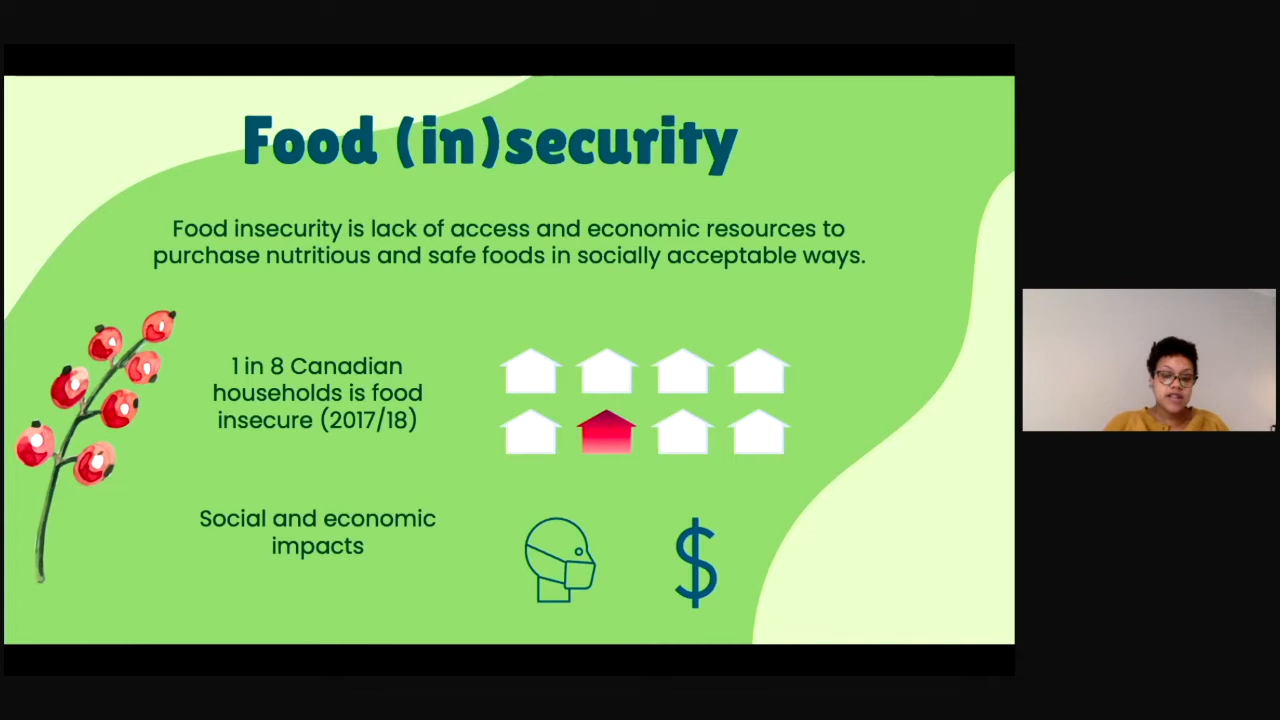 Food (in)security
Food insecurity is lack of access and economic resources to
purchase nutritious and safe foods in socially acceptable ways.
1 in 8 Canadian
households is food
insecure (2017/18)
Social and economic
impacts
$